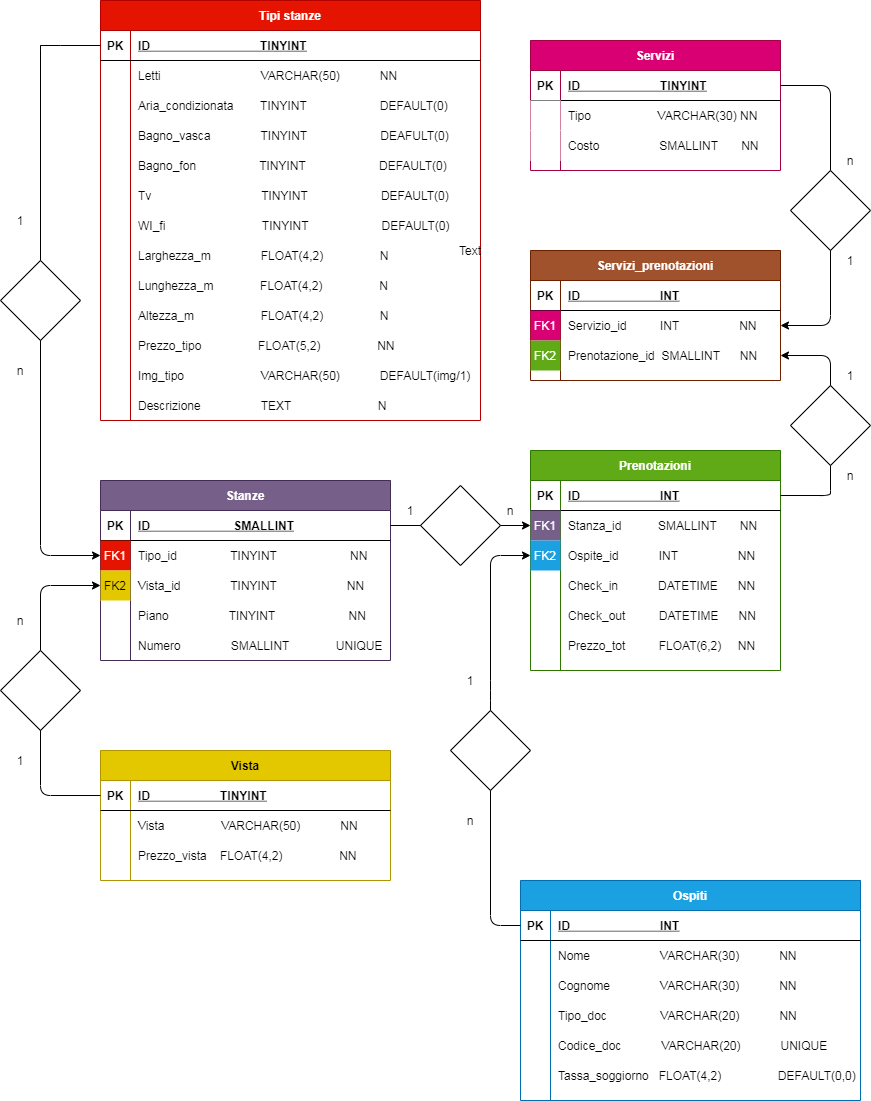 Tipi stanze
PK ID TINYINT
Letti VARCHAR(50) NN
Aria_condizionata TINYINT DEFAULT(0)
Bagno_vasca TINYINT DEAFULT(0)
Bagno_fon TINYINT DEFAULT(0)
Tv TINYINT DEFAULT(0)
WI_fi TINYINT DEFAULT(0)
Larghezza_m FLOAT(4,2) N
Text
Lunghezza_m FLOAT(4,2) N
Altezza_m FLOAT(4,2) N
Prezzo_tipo FLOAT(5,2) NN
Img_tipo VARCHAR(50) DEFAULT(img/1)
Descrizione TEXT N
1
n
Servizi
PK ID TINYINT
Tipo VARCHAR(30) NN
Costo SMALLINT NN
n
1
Servizi_prenotazioni
PK ID INT
FK1 Servizio_id INT NN
FK2 Prenotazione_id SMALLINT NN
1
n
Stanze
PK ID SMALLINT
FK1 Tipo_id TINYINT NN
FK2 Vista_id TINYINT NN
Piano TINYINT NN
Numero SMALLINT UNIQUE
1
n
Prenotazioni
PK ID INT
FK1 Stanza_id SMALLINT NN
FK2 Ospite_id INT NN
Check_in DATETIME NN
Check_out DATETIME NN
Prezzo_tot FLOAT(6,2) NN
n
1
Vista
PK ID TINYINT
Vista VARCHAR(50) NN
Prezzo_vista FLOAT(4,2) NN
1
n
Ospiti
PK ID INT
Nome VARCHAR(30) NN
Cognome VARCHAR(30) NN
Tipo_doc VARCHAR(20) NN
Codice_doc VARCHAR(20) UNIQUE
Tassa_soggiorno FLOAT(4,2) DEFAULT(0,0)